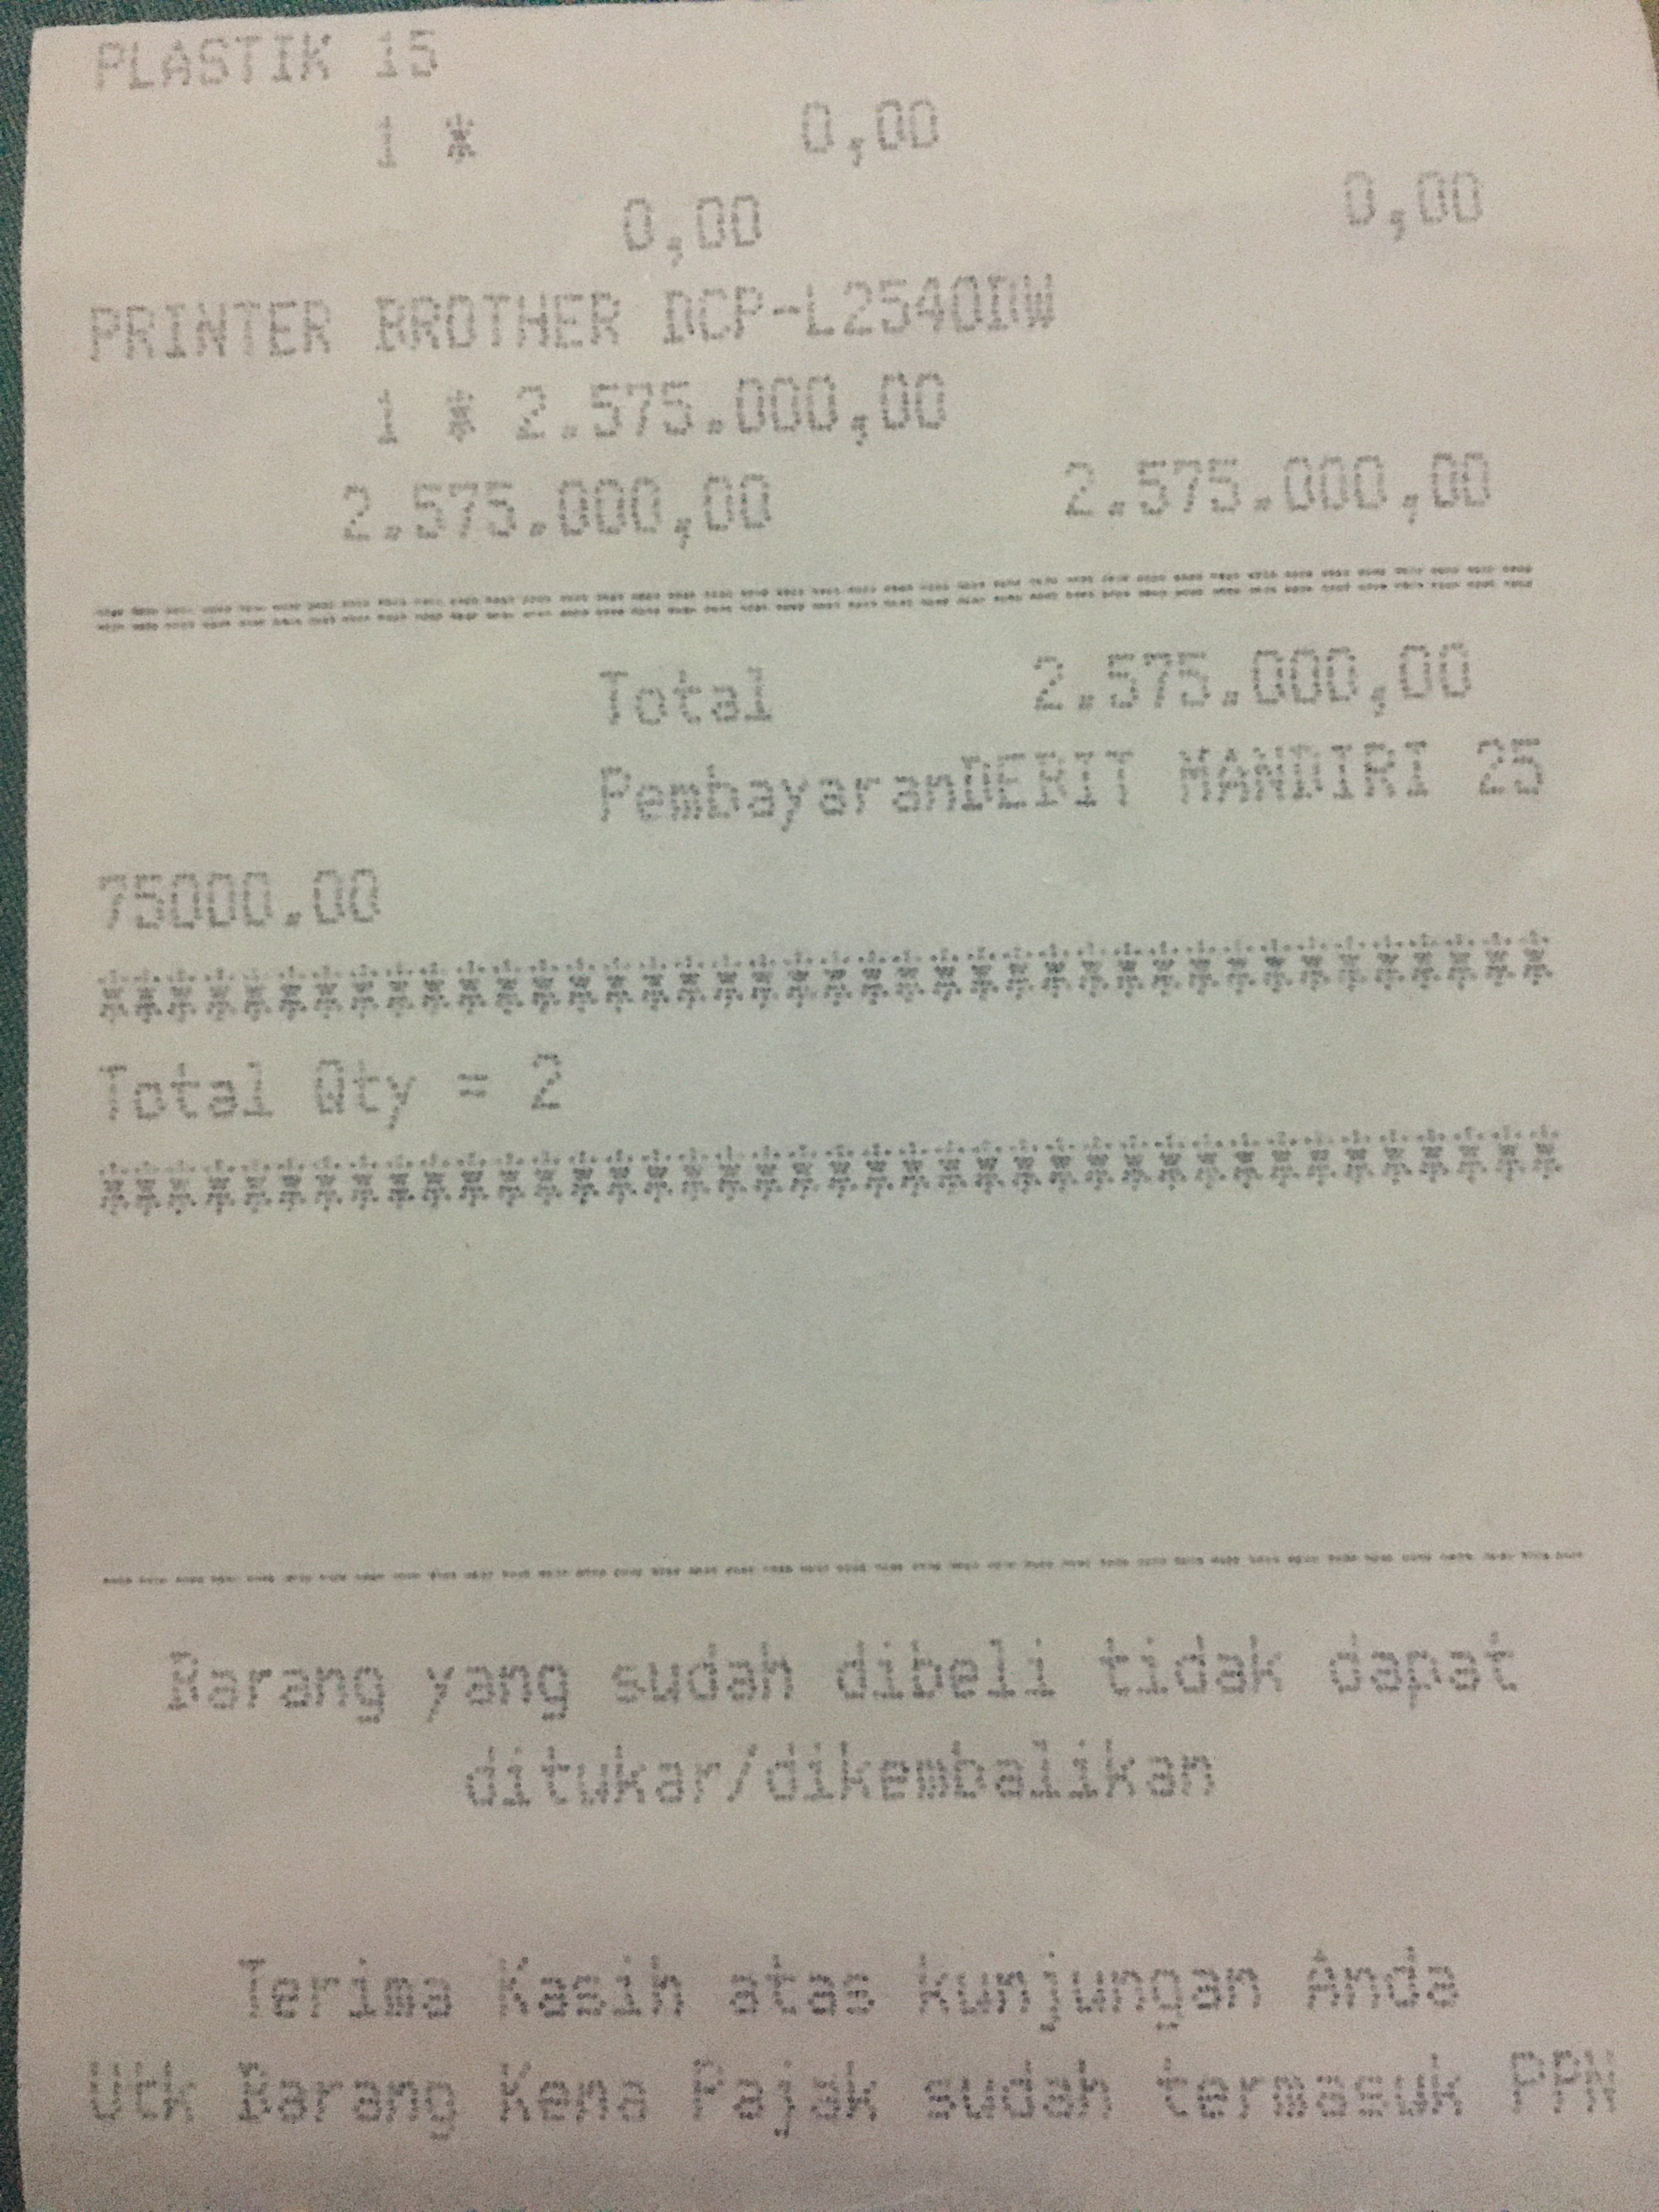 PLASTIK 15
1 * 0,00
0,00 0,00
PRINTER BROTHER DCP-L2540DW
1 * 2.575.000,00
2.575.000,00 2.575.000,00
Total 2.575.000,00
PembayaranDEBIT MANDIRI 25
75000.00
****************************************
Total Qty = 2
****************************************
Barang yang sudah dibeli tidak dapat
ditukar/dikembalikan
Terima Kasih atas kunjungan Anda
Utk Barang Kena Pajak sudah termasuk PPN